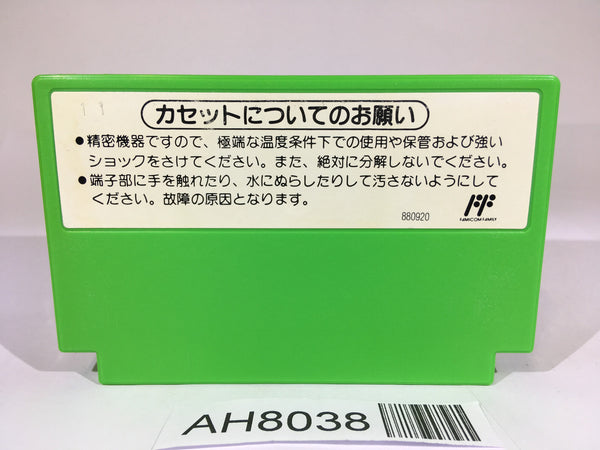 11
カセットについてのお願い
●精密機器ですので、極端な温度条件下での使用や保管および強い
ショックをさけてください。また、絶対に分解しないでください。
●端子部に手を触れたり、水にぬらしたりして汚さないようにして
ください。故障の原因となります。
880920
FAMICOM FAMILY
AH8038